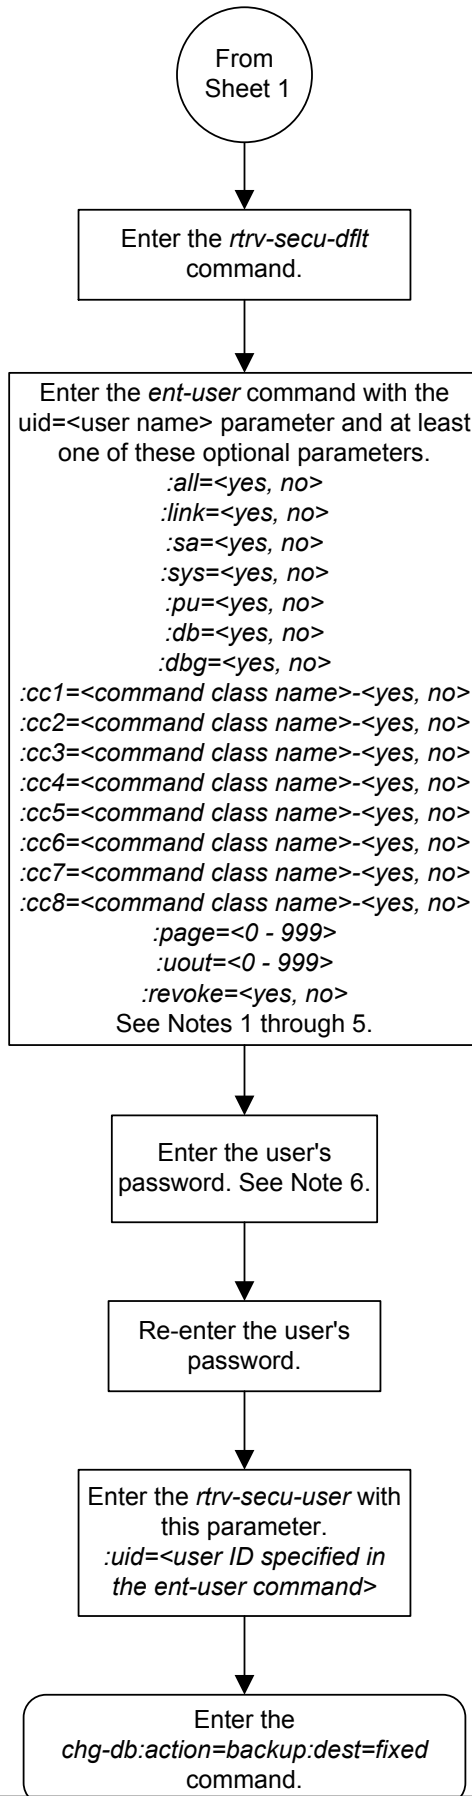 From
Sheet 1
Enter the rtrv-secu-dflt
command.
Enter the ent-user command with the
uid=<user name> parameter and at least
one of these optional parameters.
:all=<yes, no>
:link=<yes, no>
:sa=<yes, no>
:sys=<yes, no>
:pu=<yes, no>
:db=<yes, no>
:dbg=<yes, no>
:cc1=<command class name>-<yes, no>
:cc2=<command class name>-<yes, no>
:cc3=<command class name>-<yes, no>
:cc4=<command class name>-<yes, no>
:cc5=<command class name>-<yes, no>
:cc6=<command class name>-<yes, no>
:cc7=<command class name>-<yes, no>
:cc8=<command class name>-<yes, no>
:page=<0 - 999>
:uout=<0 - 999>
:revoke=<yes, no>
See Notes 1 through 5.
Enter the user's
password. See Note 6.
Re-enter the user's
password.
Enter the rtrv-secu-user with
this parameter.
:uid=<user ID specified in
the ent-user command>
Enter the
chg-db:action=backup:dest=fixed
command.